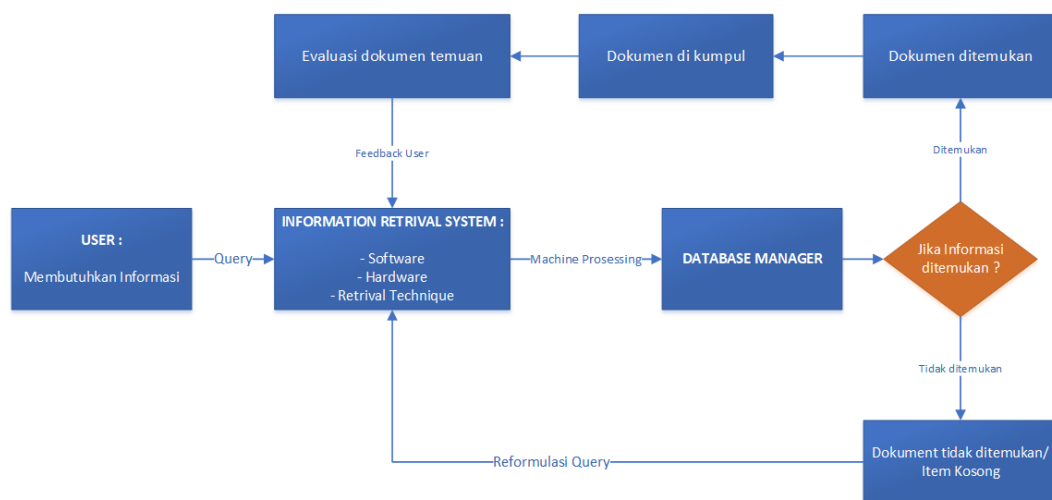 Evaluasi dokumen temuan
Dokumen di kumpul
Dokumen ditemukan
Feedback User
Ditemukan
USER :
Membutuhkan Informasi
Query
INFORMATION RETRIVAL SYSTEM :
- Software
- Hardware
- Retrival Technique
Machine Prosessing
DATABASE MANAGER
Jika Informasi
ditemukan ?
Tidak ditemukan
Reformulasi Query
Dokument tidak ditemukan/
Item Kosong